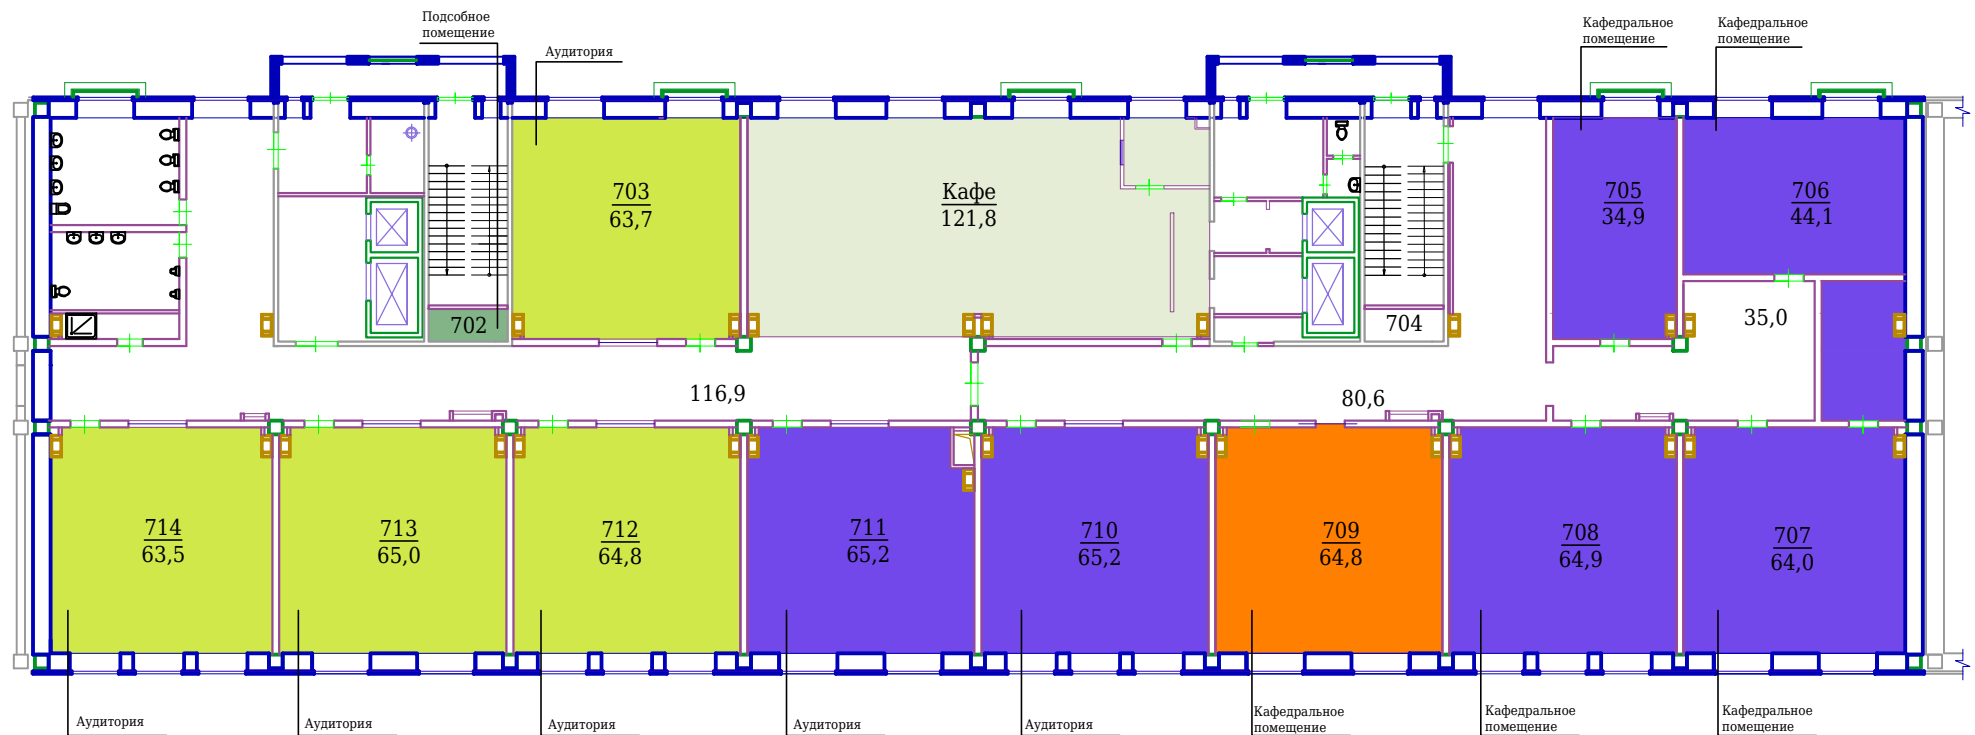 Подсобное
помещение
Аудитория
Кафедральное
помещение
Кафедральное
помещение
703
63,7
Кафе
121,8
705
34,9
706
44,1
702
704
35,0
116,9
80,6
714
63,5
713
65,0
712
64,8
711
65,2
710
65,2
709
64,8
708
64,9
707
64,0
Аудитория
Аудитория
Аудитория
Аудитория
Аудитория
Кафедральное
помещение
Кафедральное
помещение
Кафедральное
помещение